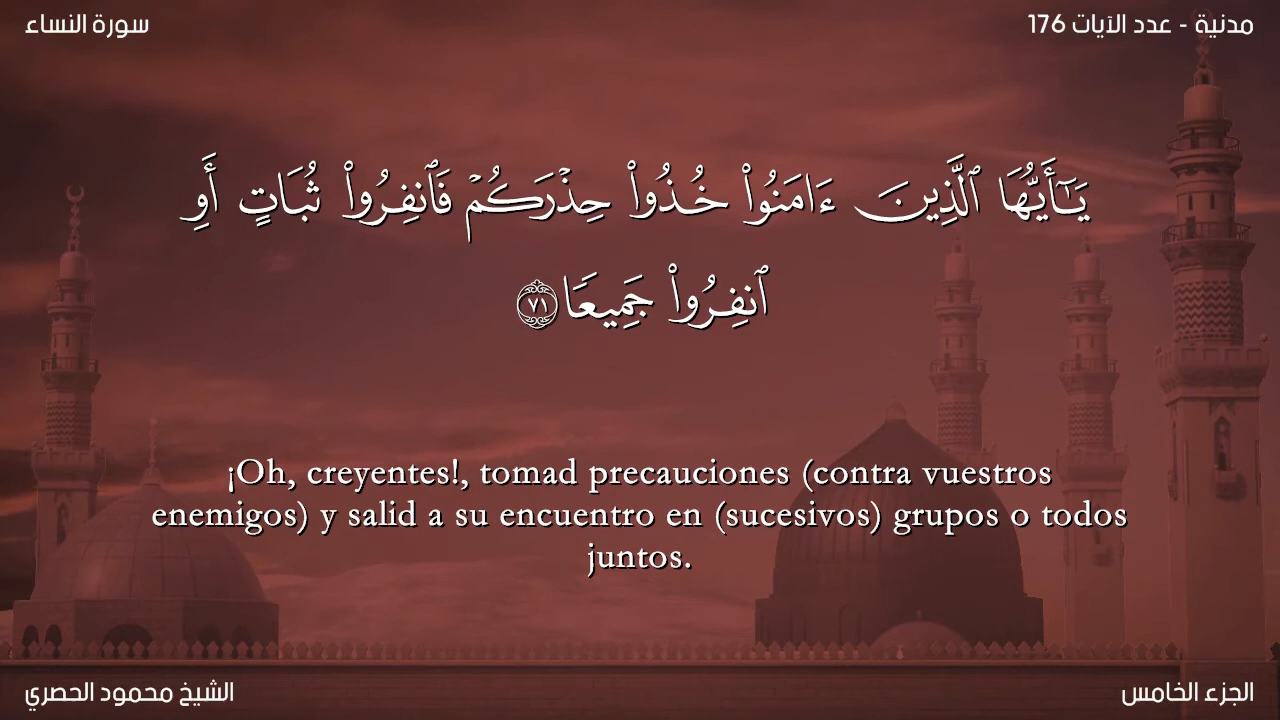 سورة النساء
مدنية - عدد الآيات 176
يَـٰٓأَيُّهَا ٱلَّذِينَ ءَامَنُوا۟ خُذُوا۟ حِذْرَكُمْ فَٱنفِرُوا۟ ثُبَاتٍ أَوِ
ٱنفِرُوا۟ جَمِيعًا ٧١
¡Oh, creyentes!, tomad precauciones (contra vuestros
enemigos) y salid a su encuentro en (sucesivos) grupos o todos
juntos.
الشيخ محمود الحصري
الجزء الخامس